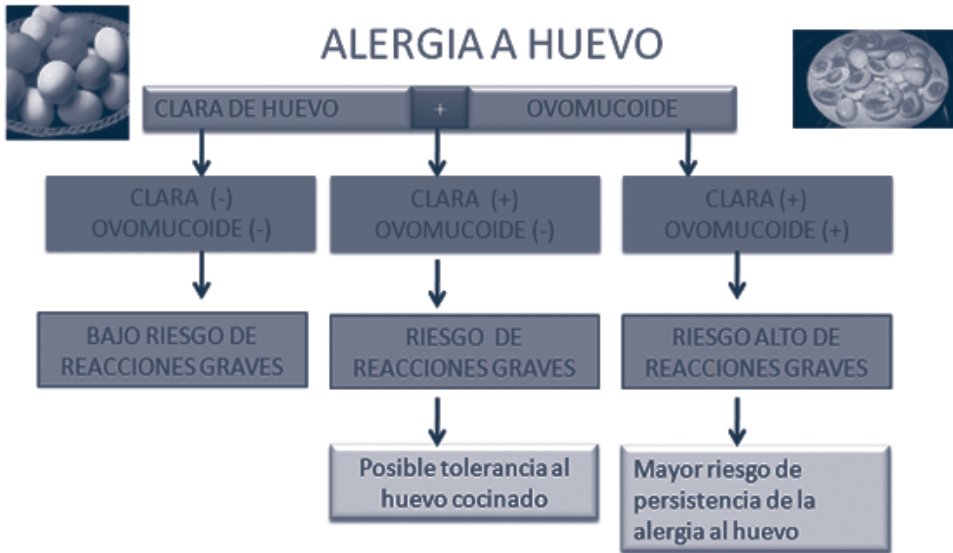 ALERGIA A HUEVO
CLARA DE HUEVO + OVOMUCOIDE
CLARA (-)
OVOMUCOIDE (-)
CLARA (+)
OVOMUCOIDE (-)
CLARA (+)
OVOMUCOIDE (+)
BAJO RIESGO DE
REACCIONES GRAVES
RIESGO DE
REACCIONES GRAVES
RIESGO ALTO DE
REACCIONES GRAVES
Posible tolerancia al
huevo cocinado
Mayor riesgo de
persistencia de la
alergia al huevo